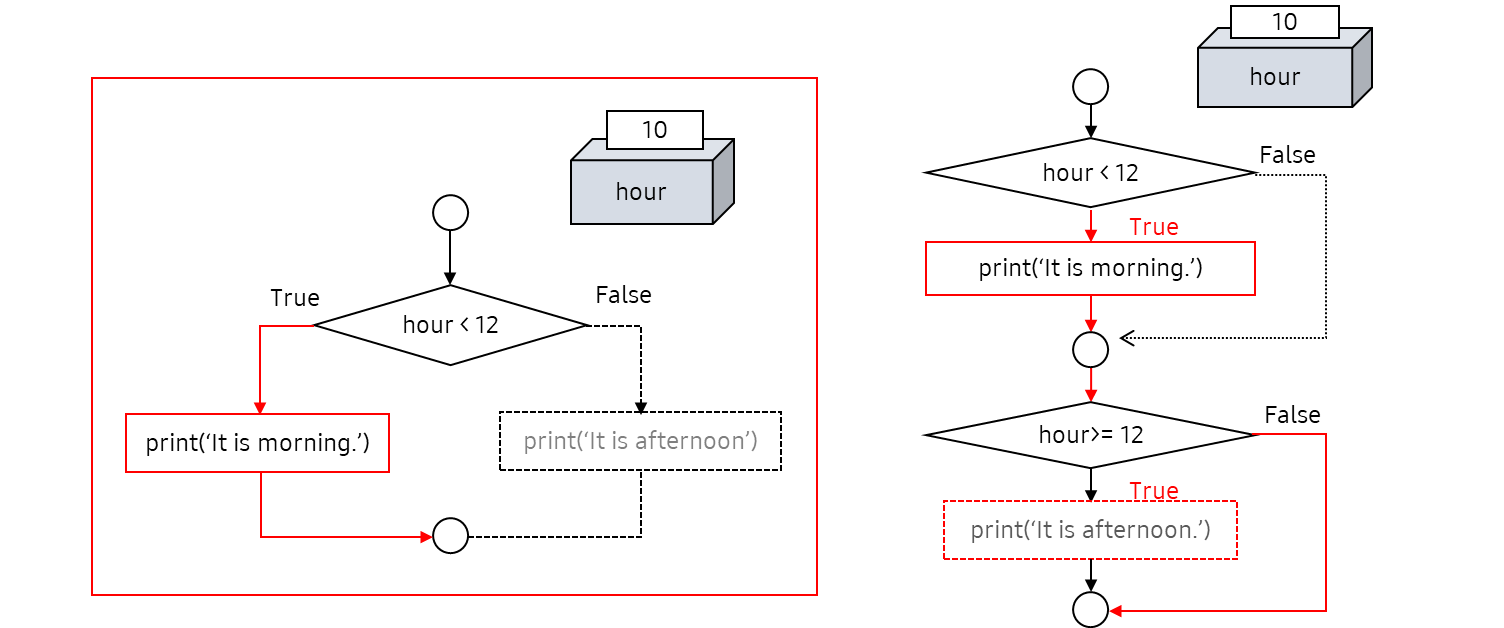 10
hour
hour < 12
True
False
print(‘It is morning.’)
print(‘It is afternoon’)
10
hour
hour < 12
False
True
print(‘It is morning.’)
hour>= 12
False
True
print(‘It is afternoon.’)